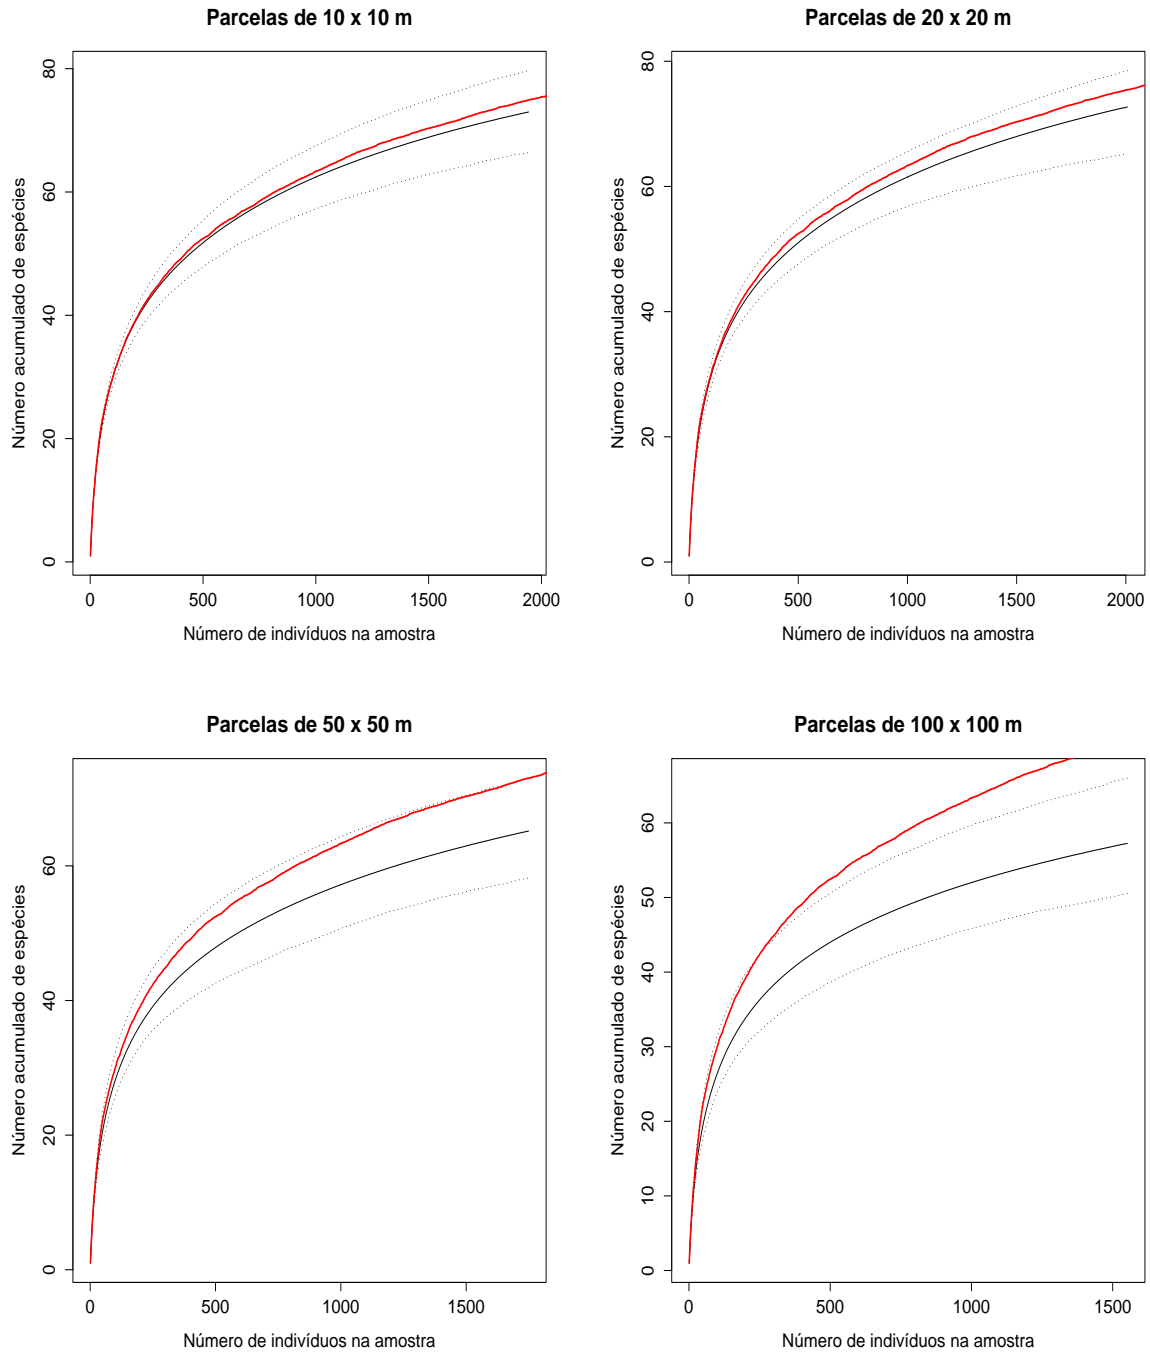 Parcelas de 10 x 10 m
Número acumulado de espécies
0
20
40
60
80
0 500 1000 1500 2000
Número de indivíduos na amostra
Parcelas de 20 x 20 m
Número acumulado de espécies
0
20
40
60
80
0 500 1000 1500 2000
Número de indivíduos na amostra
Parcelas de 50 x 50 m
Número acumulado de espécies
0
20
40
60
0 500 1000 1500
Número de indivíduos na amostra
Parcelas de 100 x 100 m
Número acumulado de espécies
0
10
20
30
40
50
60
0 500 1000 1500
Número de indivíduos na amostra